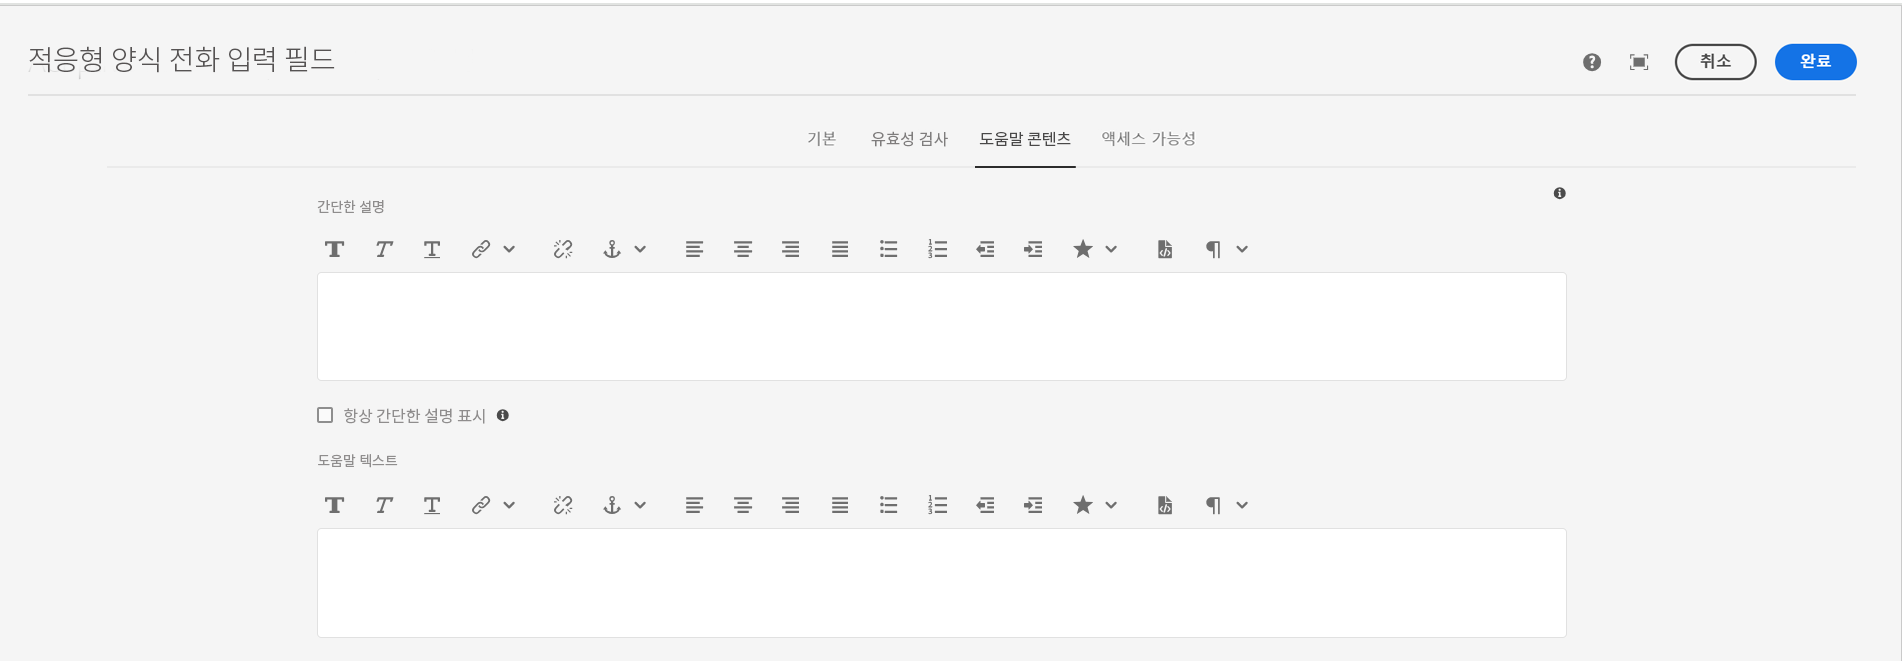 적응형 양식 전화 입력 필드
취소
완료
기본 유효성 검사 도움말 콘텐츠 액세스 가능성
간단한 설명
항상 간단한 설명 표시
도움말 텍스트